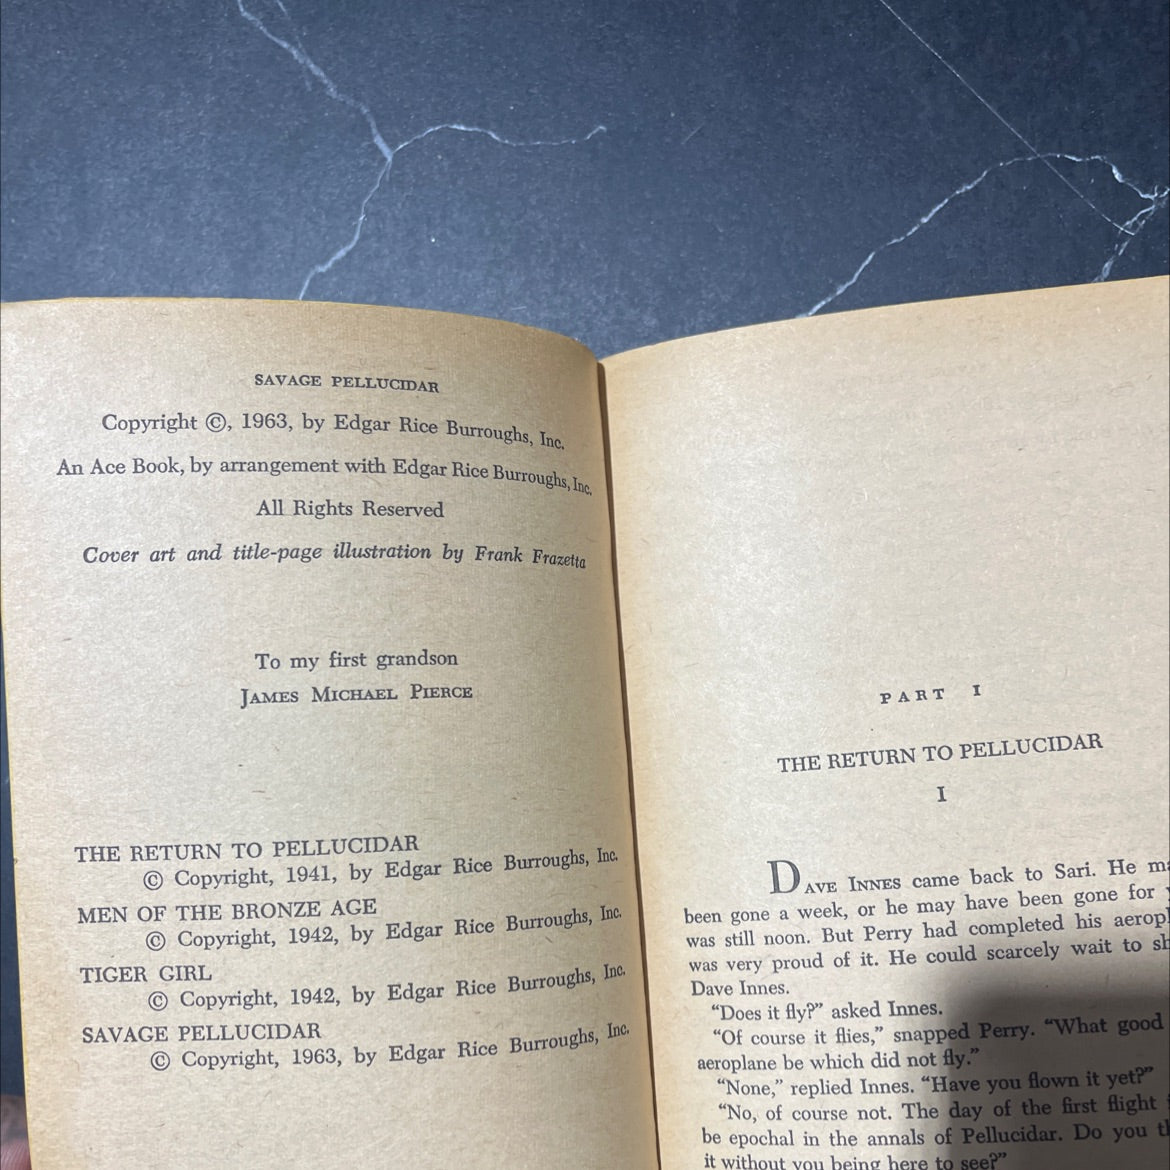 SAVAGE PELLUCIDAR
Copyright ©, 1963, by Edgar Rice Burroughs, Inc.
An Ace Book, by arrangement with Edgar Rice Burroughs, Inc.
All Rights Reserved
Cover art and title-page illustration by Frank Frazetta
To my first grandson
JAMES MICHAEL PIERCE
THE RETURN TO PELLUCIDAR
© Copyright, 1941, by Edgar Rice Burroughs, Inc.
MEN OF THE BRONZE AGE
© Copyright, 1942, by Edgar Rice Burroughs, Inc.
TIGER GIRL
© Copyright, 1942, by Edgar Rice Burroughs, Inc.
SAVAGE PELLUCIDAR
© Copyright, 1963, by Edgar Rice Burroughs, Inc.
PART I
THE RETURN TO PELLUCIDAR
I
DAVE INNES came back to Sari. He
been gone a week, or he may have been gone for
was still noon. But Perry had completed his
was very proud of it. He could scarcely wait to
Dave Innes.
“Does it fly?” asked Innes.
“Of course it flies,” snapped Perry. “What good
aeroplane be which did not fly.”
“None,” replied Innes. “Have you flown it yet?”
“No, of course not. The day of the first flight
be epochal in the annals of Pellucidar. Do you
it without you being here to see?”